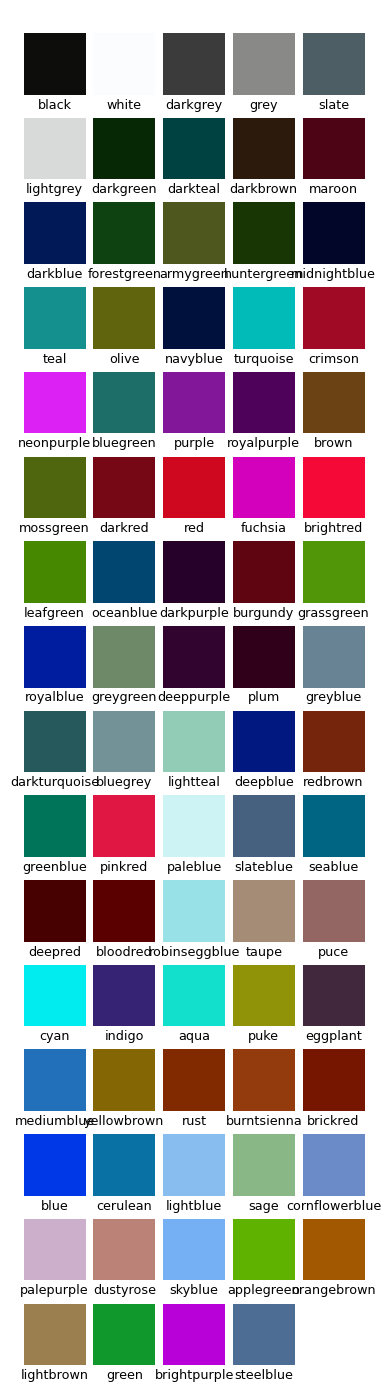 black white darkgrey grey slate
lightgrey darkgreen darkteal darkbrown maroon
darkblue forestgreen armygreen huntergreen midnightblue
teal olive navyblue turquoise crimson
neonpurple bluegreen purple royalpurple brown
mossgreen darkred red fuchsia brightred
leafgreen oceanblue darkpurple burgundy grassgreen
royalblue greygreen deeppurple plum greyblue
darkturquoise bluegrey lightteal deepblue redbrown
greenblue pinkred paleblue slateblue seablue
deepred bloodred robinseggblue taupe puce
cyan indigo aqua puke eggplant
mediumblue yellowbrown rust burntsienna brickred
blue cerulean lightblue sage cornflowerblue
palepurple dustyrose skyblue applegreen orangebrown
lightbrown green brightpurple steelblue